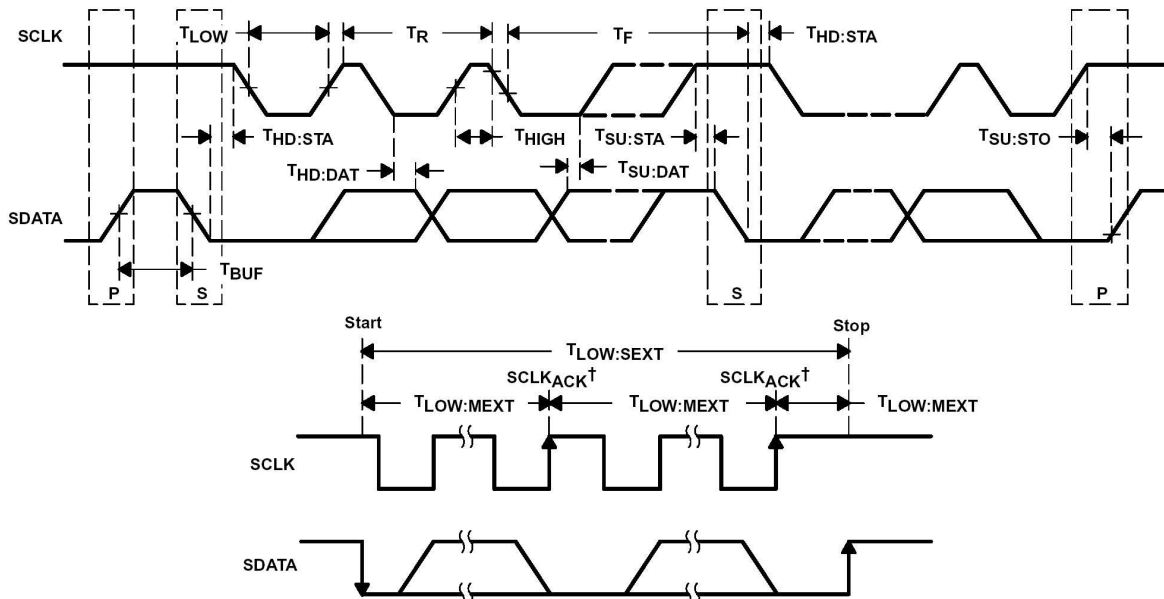 SCLK TLOW TR TF THD:STA
THD:STA THIGH TSU:STA TSU:STO
THD:DAT TSU:DAT
SDATA
TBUF
P S S P
Start Stop
TLOW:SEXT
SCLKACK† SCLKACK†
TLOW:MEXT TLOW:MEXT TLOW:MEXT
SCLK
SDATA